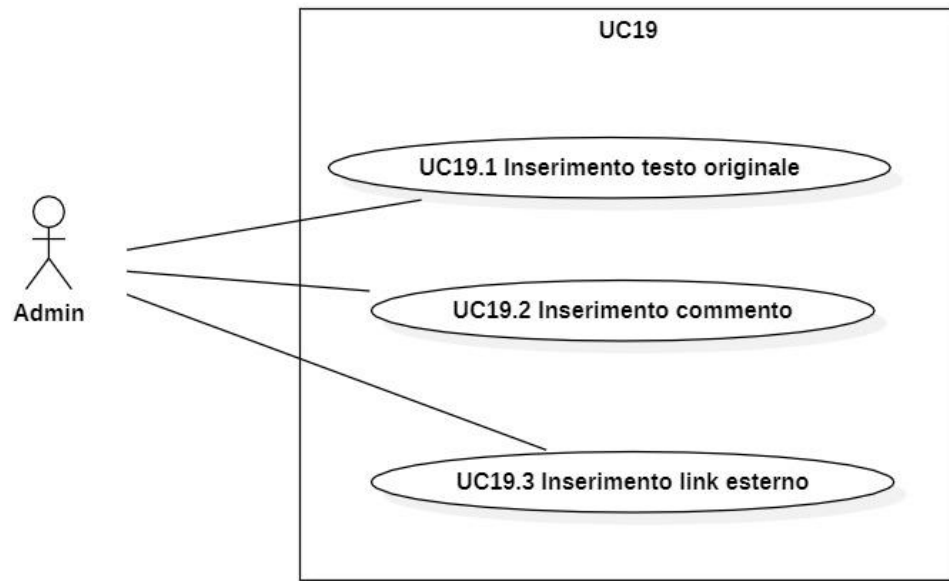 UC19
UC19.1 Inserimento testo originale
Admin
UC19.2 Inserimento commento
UC19.3 Inserimento link esterno